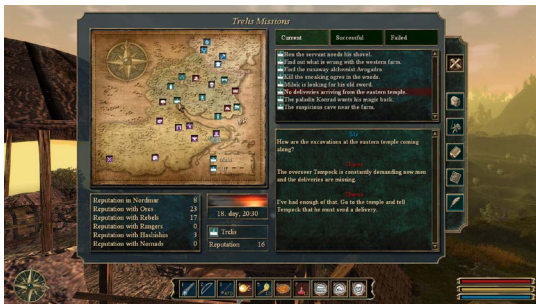 Trelis Missions
Current
Successful
Failed
Ben the servant needs his shovel.
Find out what is wrong with the western farm.
Find the runaway alchemist Avogadro.
Kill the sneaking ogres in the woods.
Milek is looking for his old sword.
No deliveries arriving from the eastern temple.
The paladin Konrad wants his magic back.
The suspicious cave near the farm.
How are the excavations at the eastern temple coming
along?
The overseer Tempeck is constantly demanding new men
and the deliveries are missing.
I've had enough of that. Go to the temple and tell
Tempeck that he must send a delivery.
Reputation in Nordmar 8
Reputation with Orcs 23
Reputation with Rebels 17
Reputation with Rangers 0
Reputation with Hashishin 3
Reputation with Nomads 0
18. day, 20:30
Trelis
Reputation 16